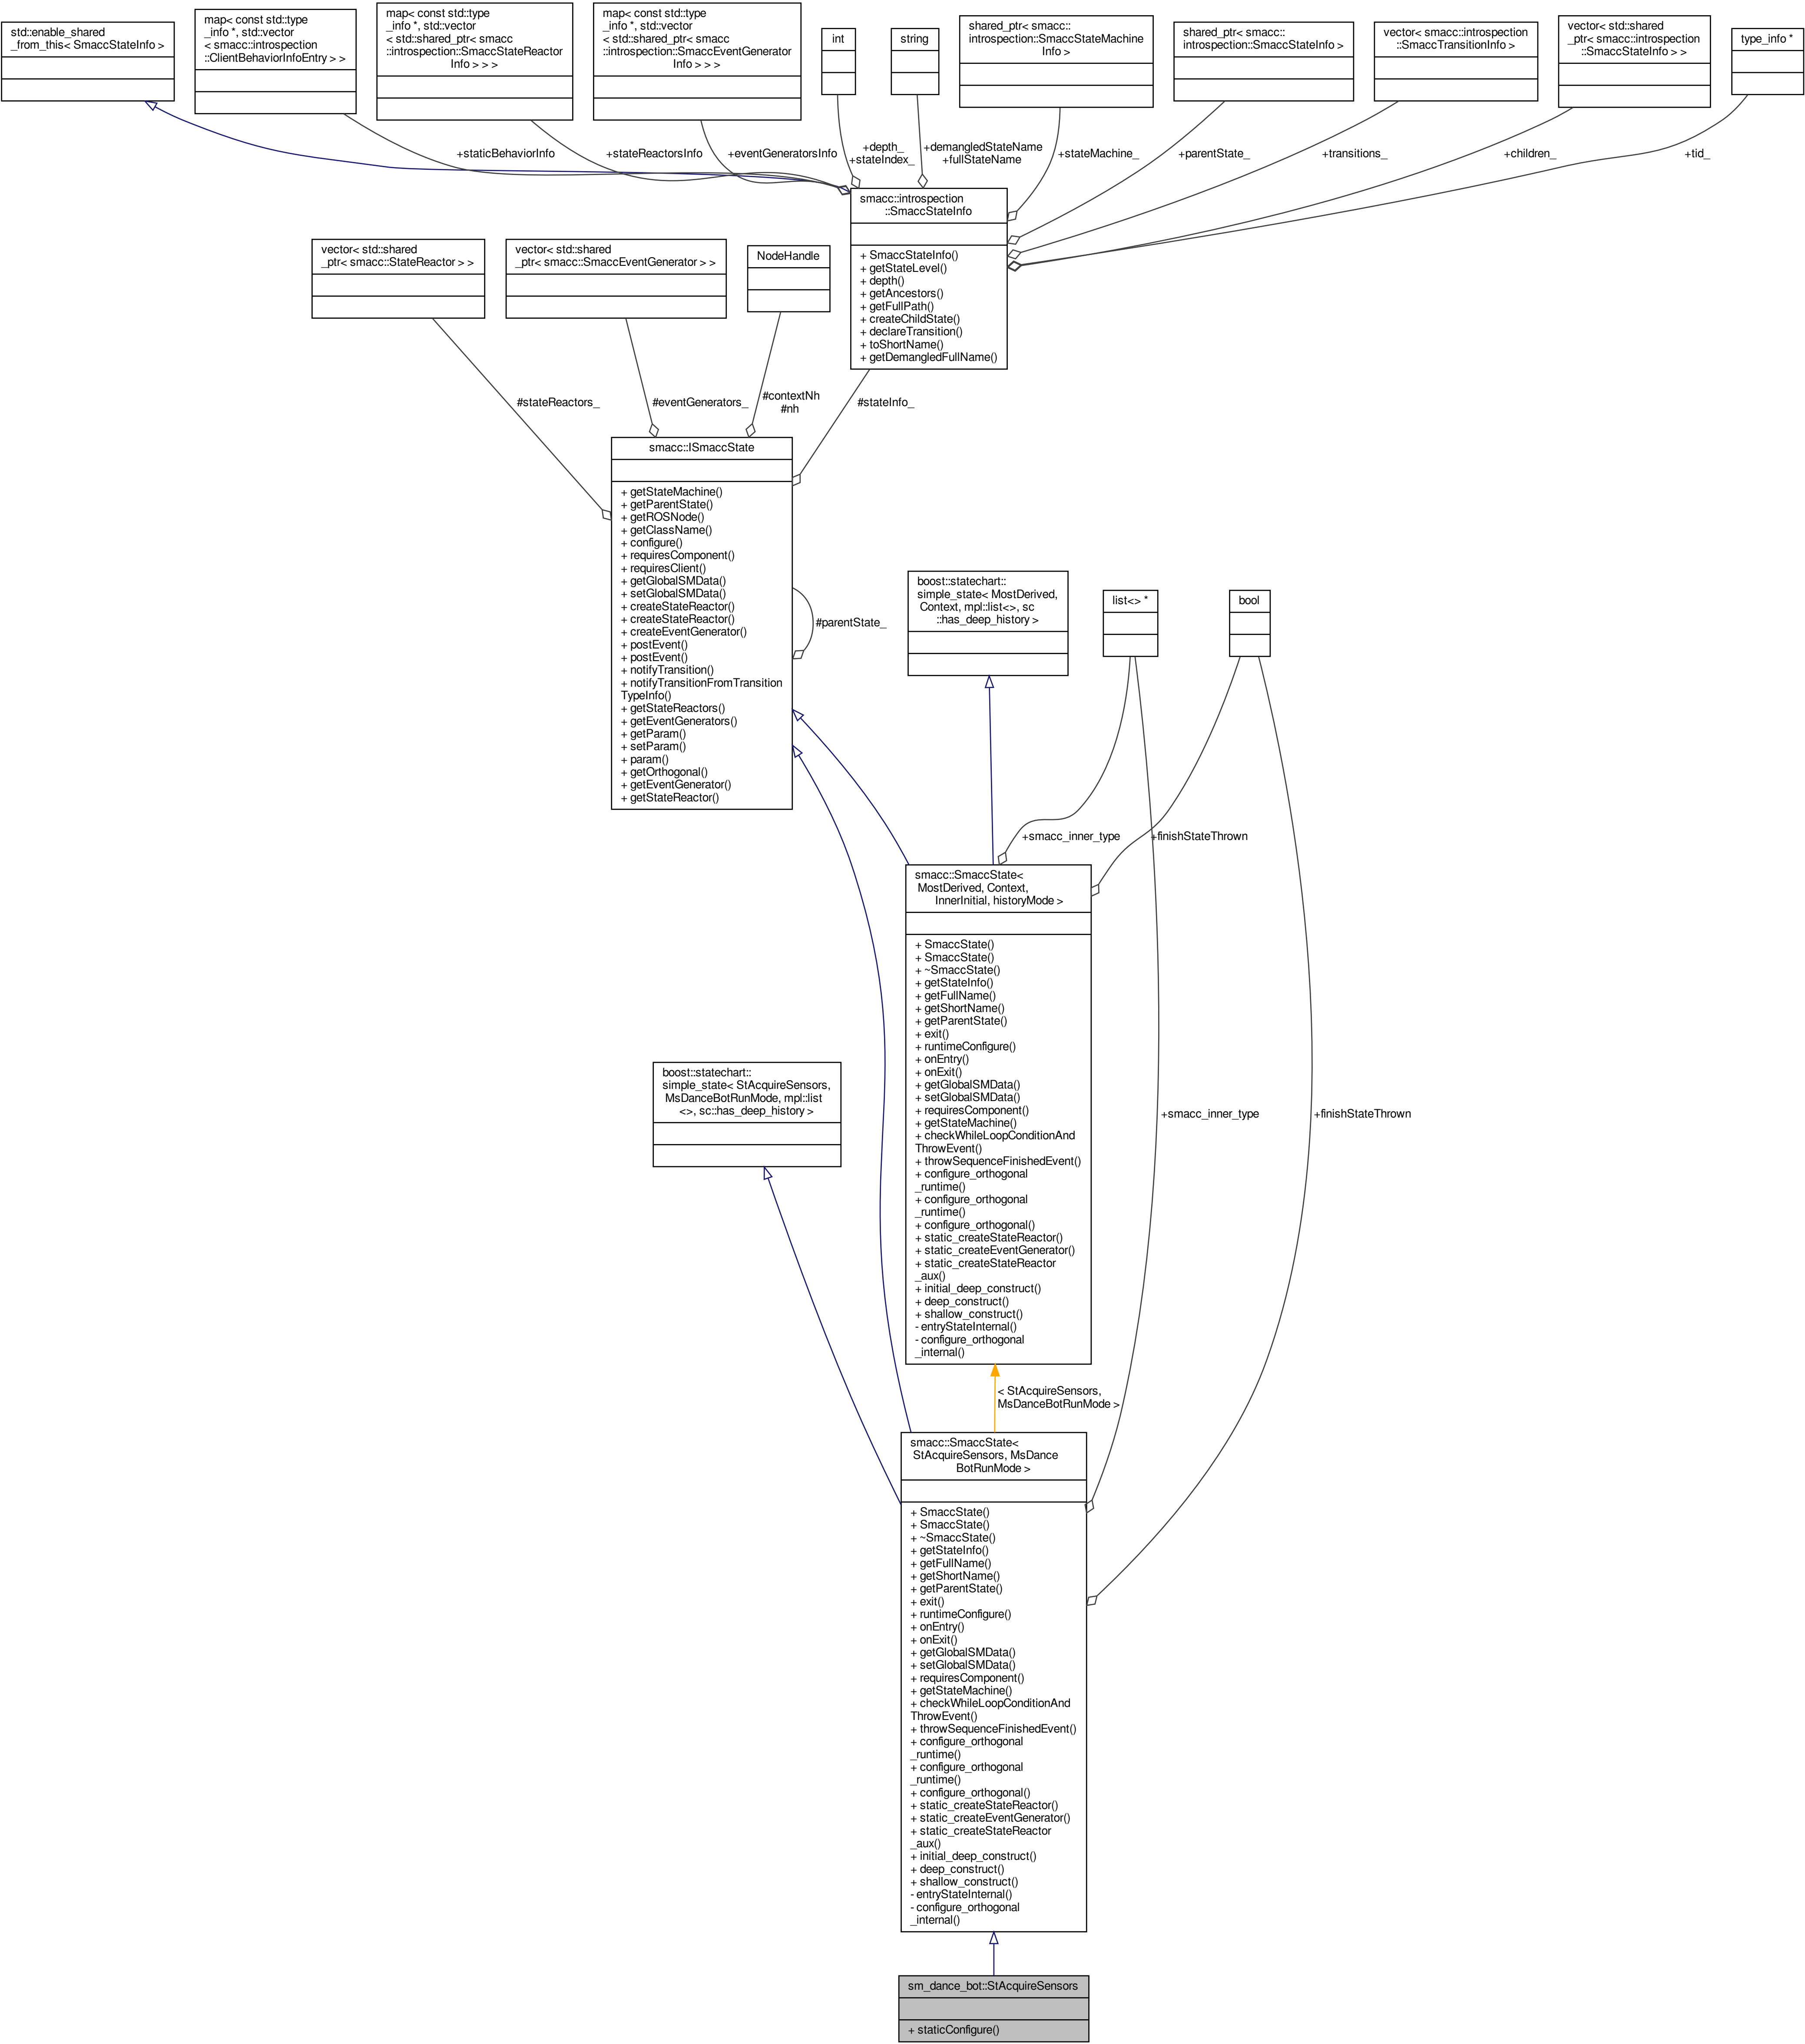 std::enable_shared
_from_this< SmaccStateInfo >
map< const std::type
_info *, std::vector
< smacc::introspection
::ClientBehaviorInfoEntry > >
map< const std::type
_info *, std::vector
< std::shared_ptr< smacc
::introspection::SmaccStateReactor
Info > > >
map< const std::type
_info *, std::vector
< std::shared_ptr< smacc
::introspection::SmaccEventGenerator
Info > > >
int
string
shared_ptr< smacc::
introspection::SmaccStateMachine
Info >
shared_ptr< smacc::
introspection::SmaccStateInfo >
vector< smacc::introspection
::SmaccTransitionInfo >
vector< std::shared
_ptr< smacc::introspection
::SmaccStateInfo > >
type_info *
+staticBehaviorInfo
+stateReactorsInfo
+eventGeneratorsInfo
+depth_
+stateIndex_
+demangledStateName
+fullStateName
+stateMachine_
+parentState_
+transitions_
+children_
+tid_
smacc::introspection
::SmaccStateInfo
+ SmaccStateInfo()
+ getStateLevel()
+ depth()
+ getAncestors()
+ getFullPath()
+ createChildState()
+ declareTransition()
+ toShortName()
+ getDemangledFullName()
vector< std::shared
_ptr< smacc::StateReactor > >
vector< std::shared
_ptr< smacc::SmaccEventGenerator > >
NodeHandle
#stateReactors_
#eventGenerators_
#contextNh
#nh
#stateInfo_
smacc::ISmaccState
+ getStateMachine()
+ getParentState()
+ getROSNode()
+ getClassName()
+ configure()
+ requiresComponent()
+ requiresClient()
+ getGlobalSMData()
+ setGlobalSMData()
+ createStateReactor()
+ createStateReactor()
+ createEventGenerator()
+ postEvent()
+ postEvent()
+ notifyTransition()
+ notifyTransitionFromTransition
TypeInfo()
+ getStateReactors()
+ getEventGenerators()
+ getParam()
+ setParam()
+ param()
+ getOrthogonal()
+ getEventGenerator()
+ getStateReactor()
#parentState_
boost::statechart::
simple_state< MostDerived,
Context, mpl::list<>, sc
::has_deep_history >
list<> *
bool
+smacc_inner_type
+finishStateThrown
smacc::SmaccState<
MostDerived, Context,
InnerInitial, historyMode >
+ SmaccState()
+ SmaccState()
+ ~SmaccState()
+ getStateInfo()
+ getFullName()
+ getShortName()
+ getParentState()
+ exit()
+ runtimeConfigure()
+ onEntry()
+ onExit()
+ getGlobalSMData()
+ setGlobalSMData()
+ requiresComponent()
+ getStateMachine()
+ checkWhileLoopConditionAnd
ThrowEvent()
+ throwSequenceFinishedEvent()
+ configure_orthogonal
_runtime()
+ configure_orthogonal
_runtime()
+ configure_orthogonal()
+ static_createStateReactor()
+ static_createEventGenerator()
+ static_createStateReactor
_aux()
+ initial_deep_construct()
+ deep_construct()
+ shallow_construct()
- entryStateInternal()
- configure_orthogonal
_internal()
boost::statechart::
simple_state< StAcquireSensors,
MsDanceBotRunMode, mpl::list
<>, sc::has_deep_history >
+smacc_inner_type
+finishStateThrown
< StAcquireSensors,
MsDanceBotRunMode >
smacc::SmaccState<
StAcquireSensors, MsDance
BotRunMode >
+ SmaccState()
+ SmaccState()
+ ~SmaccState()
+ getStateInfo()
+ getFullName()
+ getShortName()
+ getParentState()
+ exit()
+ runtimeConfigure()
+ onEntry()
+ onExit()
+ getGlobalSMData()
+ setGlobalSMData()
+ requiresComponent()
+ getStateMachine()
+ checkWhileLoopConditionAnd
ThrowEvent()
+ throwSequenceFinishedEvent()
+ configure_orthogonal
_runtime()
+ configure_orthogonal
_runtime()
+ configure_orthogonal()
+ static_createStateReactor()
+ static_createEventGenerator()
+ static_createStateReactor
_aux()
+ initial_deep_construct()
+ deep_construct()
+ shallow_construct()
- entryStateInternal()
- configure_orthogonal
_internal()
sm_dance_bot::StAcquireSensors
+ staticConfigure()